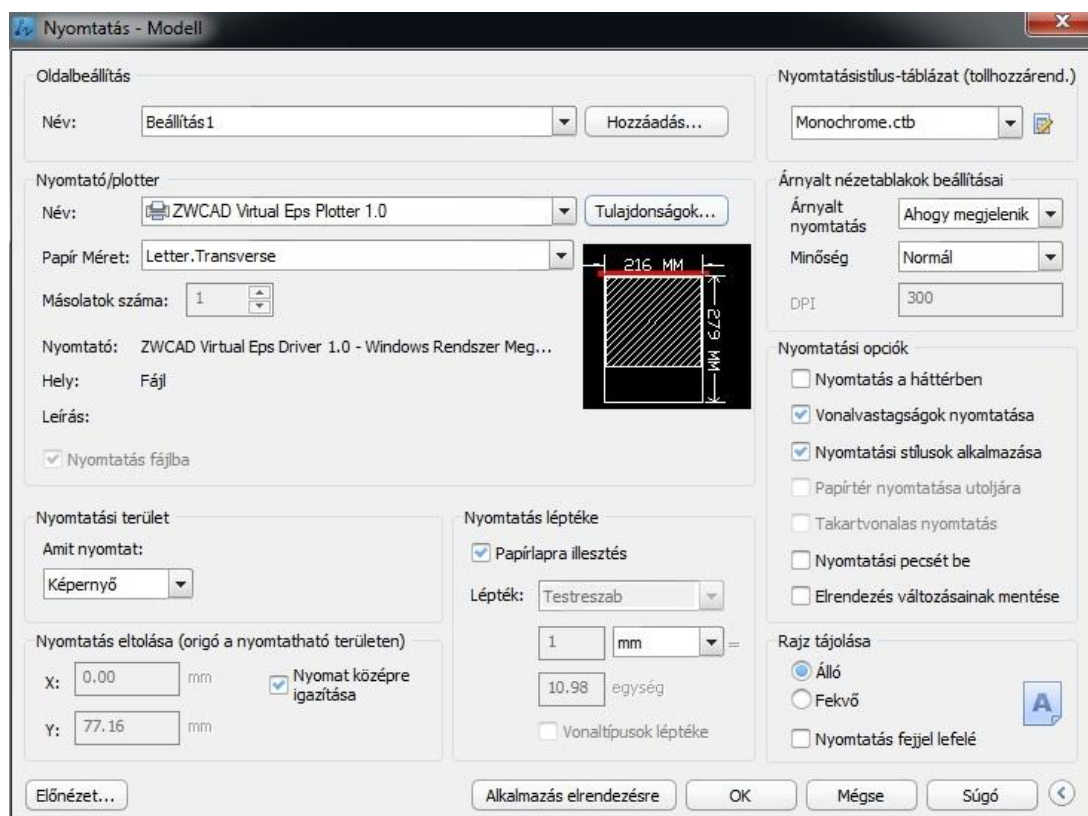 Nyomtatás - Modell
Oldalbeállítás
Név:
Beállítás1
Hozzáadás...
Nyomtatásistílus-táblázat (tollhozzárend.)
Monochrome.ctb
Nyomtató/plotter
Név:
ZWCAD Virtual Eps Plotter 1.0
Tulajdonságok...
Papír Méret:
Letter.Transverse
Másolatok száma:
1
Nyomtató:
ZWCAD Virtual Eps Driver 1.0 - Windows Rendszer Meg...
Hely:
Fájl
Leírás:
Nyomtatás fájlba
216 MM
279 MM
Árnyalt nézetablakok beállításai
Árnyalt
nyomtatás
Ahogy megjelenik
Minőség
Normál
DPI
300
Nyomtatási opciók
Nyomtatás a háttérben
Vonalvastagságok nyomtatása
Nyomtatási stílusok alkalmazása
Papírtér nyomtatása utoljára
Takartvonalas nyomtatás
Nyomtatási pecsét be
Elrendezés változásainak mentése
Nyomtatási terület
Amit nyomtat:
Képernyő
Nyomtatás léptéke
Papírlapra illesztés
Lépték:
Testreszab
1
mm
=
10.98
egység
Vonaltípusok léptéke
Nyomtatás eltolása (origó a nyomtatható területen)
X:
0.00
mm
Nyomat középre
igazítása
Y:
77.16
mm
Rajz tájolása
Álló
Fekvő
A
Nyomtatás fejjel lefelé
Előnézet...
Alkalmazás elrendezésre
OK
Mégse
Súgó